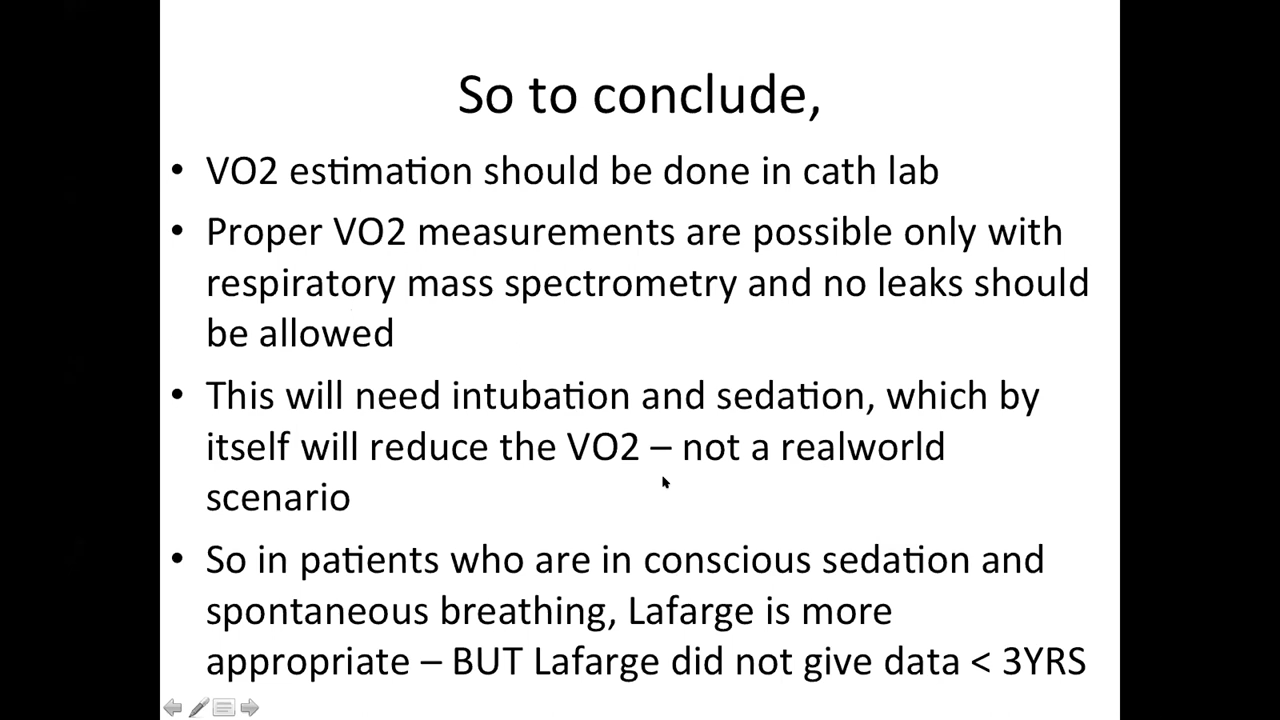 So to conclude,
• VO2 estimation should be done in cath lab
• Proper VO2 measurements are possible only with
respiratory mass spectrometry and no leaks should
be allowed
• This will need intubation and sedation, which by
itself will reduce the VO2 – not a realworld
scenario
• So in patients who are in conscious sedation and
spontaneous breathing, Lafarge is more
appropriate – BUT Lafarge did not give data < 3YRS